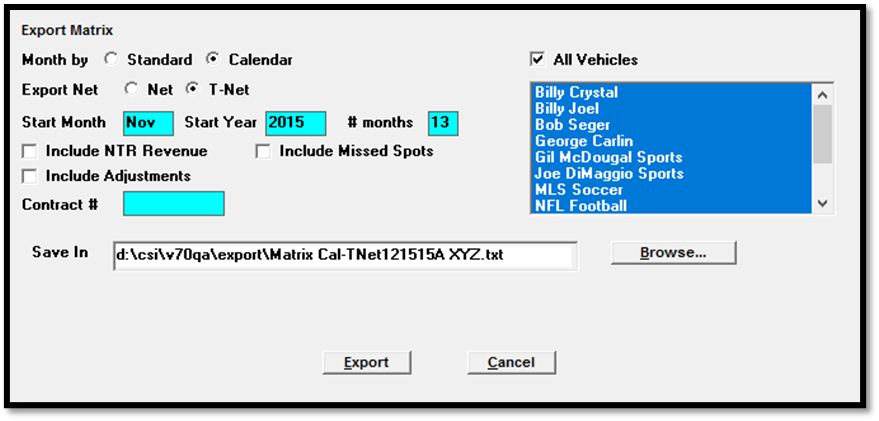 Export Matrix
Month by Standard Calendar
All Vehicles
Export Net Net T-Net
Start Month Nov Start Year 2015 # months 13
Include NTR Revenue Include Missed Spots
Include Adjustments
Contract #
Billy Crystal
Billy Joel
Bob Seger
George Carlin
Gil McDougal Sports
Joe DiMaggio Sports
MLS Soccer
NFL Football
Save In d:\csi\v70qa\export\Matrix Cal-TNet121515A XYZ.txt Browse...
Export Cancel